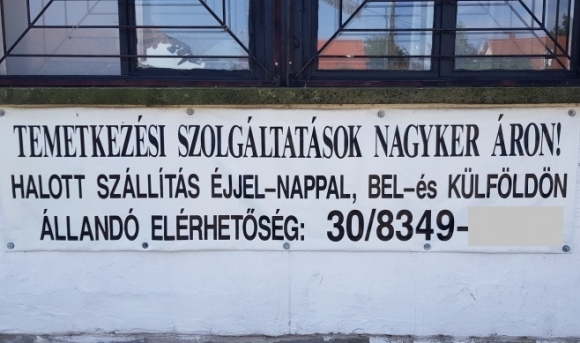 TEMETKEZÉSI SZOLGÁLTATÁSOK NAGYKER ÁRON!
HALOTT SZÁLLÍTÁS ÉJJEL-NAPPAL, BEL-és KÜLFÖLDÖN
ÁLLANDÓ ELÉRHETŐSÉG: 30/8349-